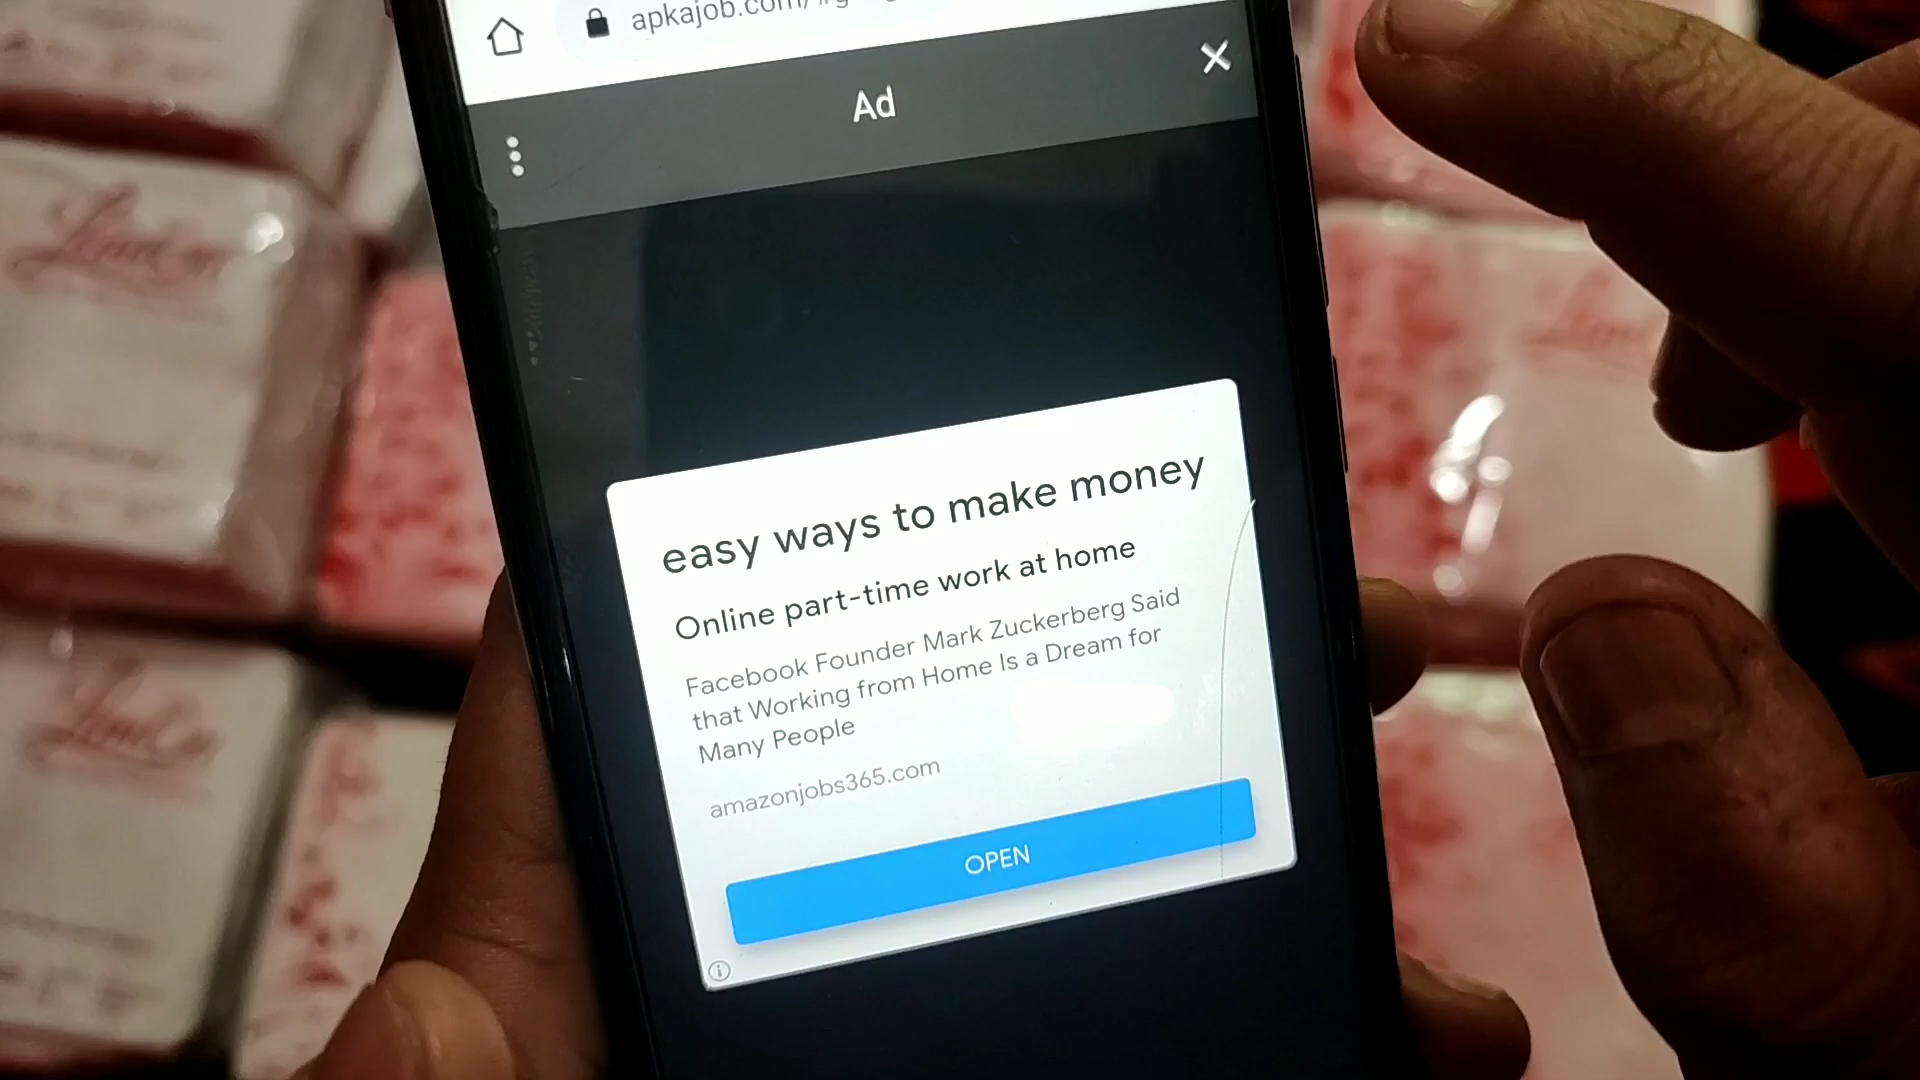 apkajob.com/
Ad
easy ways to make money
Online part-time work at home
Facebook Founder Mark Zuckerberg Said
that Working from Home Is a Dream for
Many People
amazonjobs365.com
OPEN